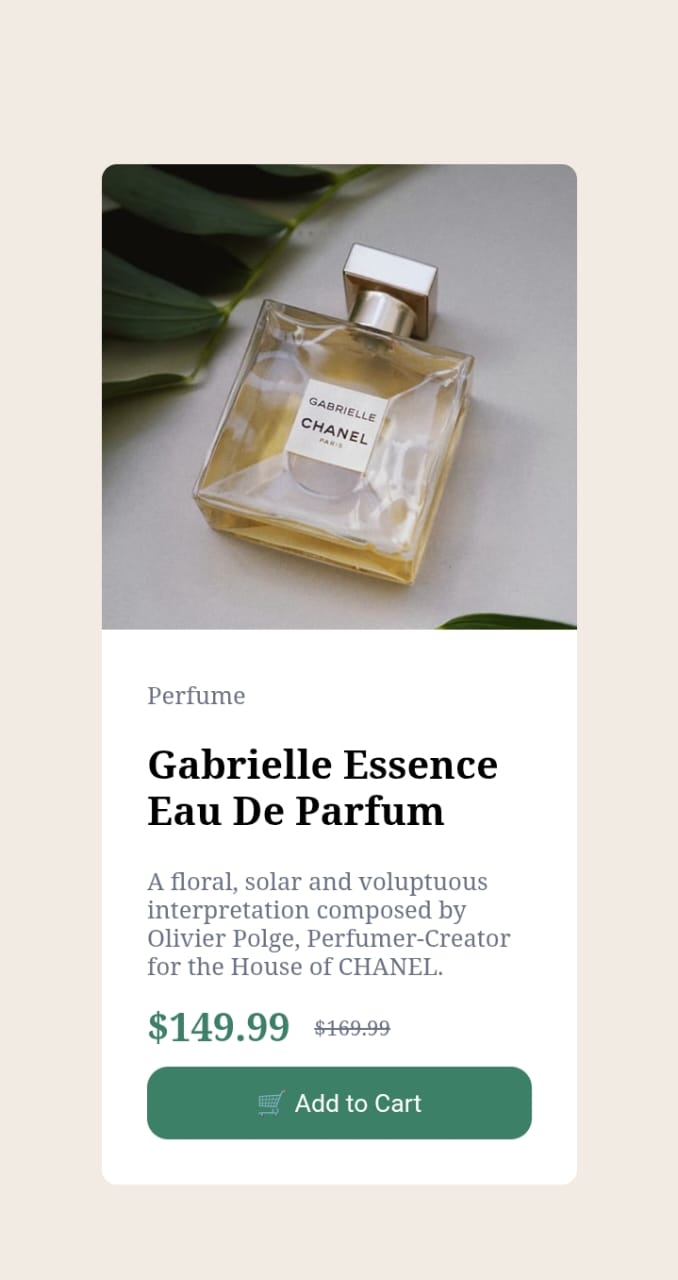 GABRIELLE
CHANEL
PARIS
Perfume
Gabrielle Essence
Eau De Parfum
A floral, solar and voluptuous
interpretation composed by
Olivier Polge, Perfumer-Creator
for the House of CHANEL.
$149.99 $169.99
🛒 Add to Cart